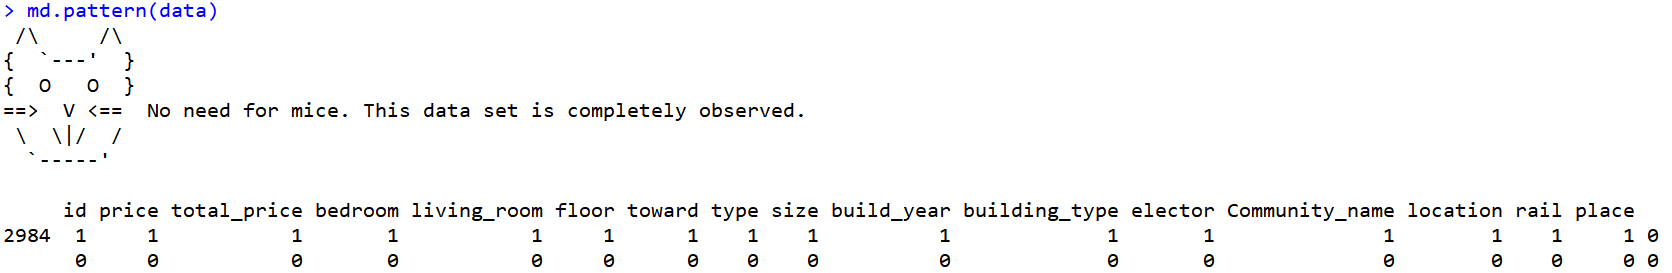 > md.pattern(data)
 /\     /\
{  `---'  }
{  O   O  }
==>  V <==  No need for mice. This data set is completely observed.
 \  \|/  /
  `-----'
id price total_price bedroom living_room floor toward type size build_year building_type elector Community_name location rail place
2984 1 1 1 1 1 1 1 1 1 1 1 1 1 1 1 1 0
0 0 0 0 0 0 0 0 0 0 0 0 0 0 0 0 0